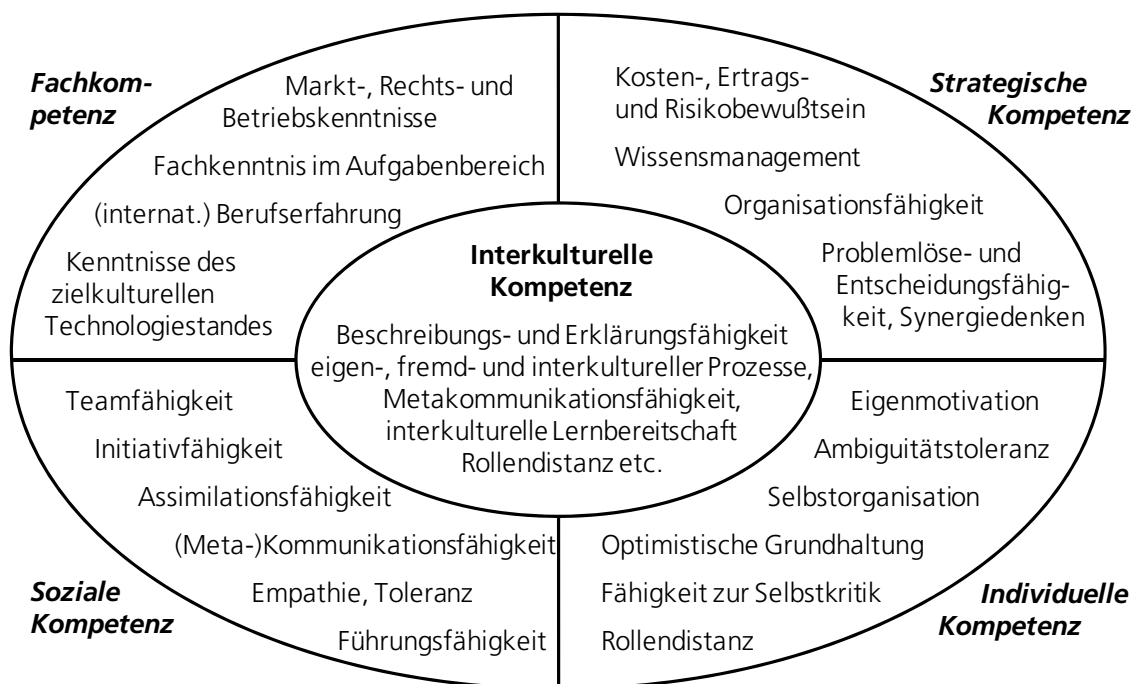 Fachkom-
petenz
Markt-, Rechts- und
Betriebskenntnisse
Fachkenntnis im Aufgabenbereich
(internat.) Berufserfahrung
Kenntnisse des
zielkulturellen
Technologiestandes
Kosten-, Ertrags-
und Risikobewußtsein
Wissensmanagement
Organisationsfähigkeit
Problemlöse- und
Entscheidungsfähig-
keit, Synergiedenken
Strategische
Kompetenz
Interkulturelle
Kompetenz
Beschreibungs- und Erklärungsfähigkeit
eigen-, fremd- und interkultureller Prozesse,
Metakommunikationsfähigkeit,
interkulturelle Lernbereitschaft
Rollendistanz etc.
Teamfähigkeit
Initiativfähigkeit
Assimilationsfähigkeit
(Meta-)Kommunikationsfähigkeit
Empathie, Toleranz
Führungsfähigkeit
Soziale
Kompetenz
Eigenmotivation
Ambiguitätstoleranz
Selbstorganisation
Optimistische Grundhaltung
Fähigkeit zur Selbstkritik
Rollendistanz
Individuelle
Kompetenz